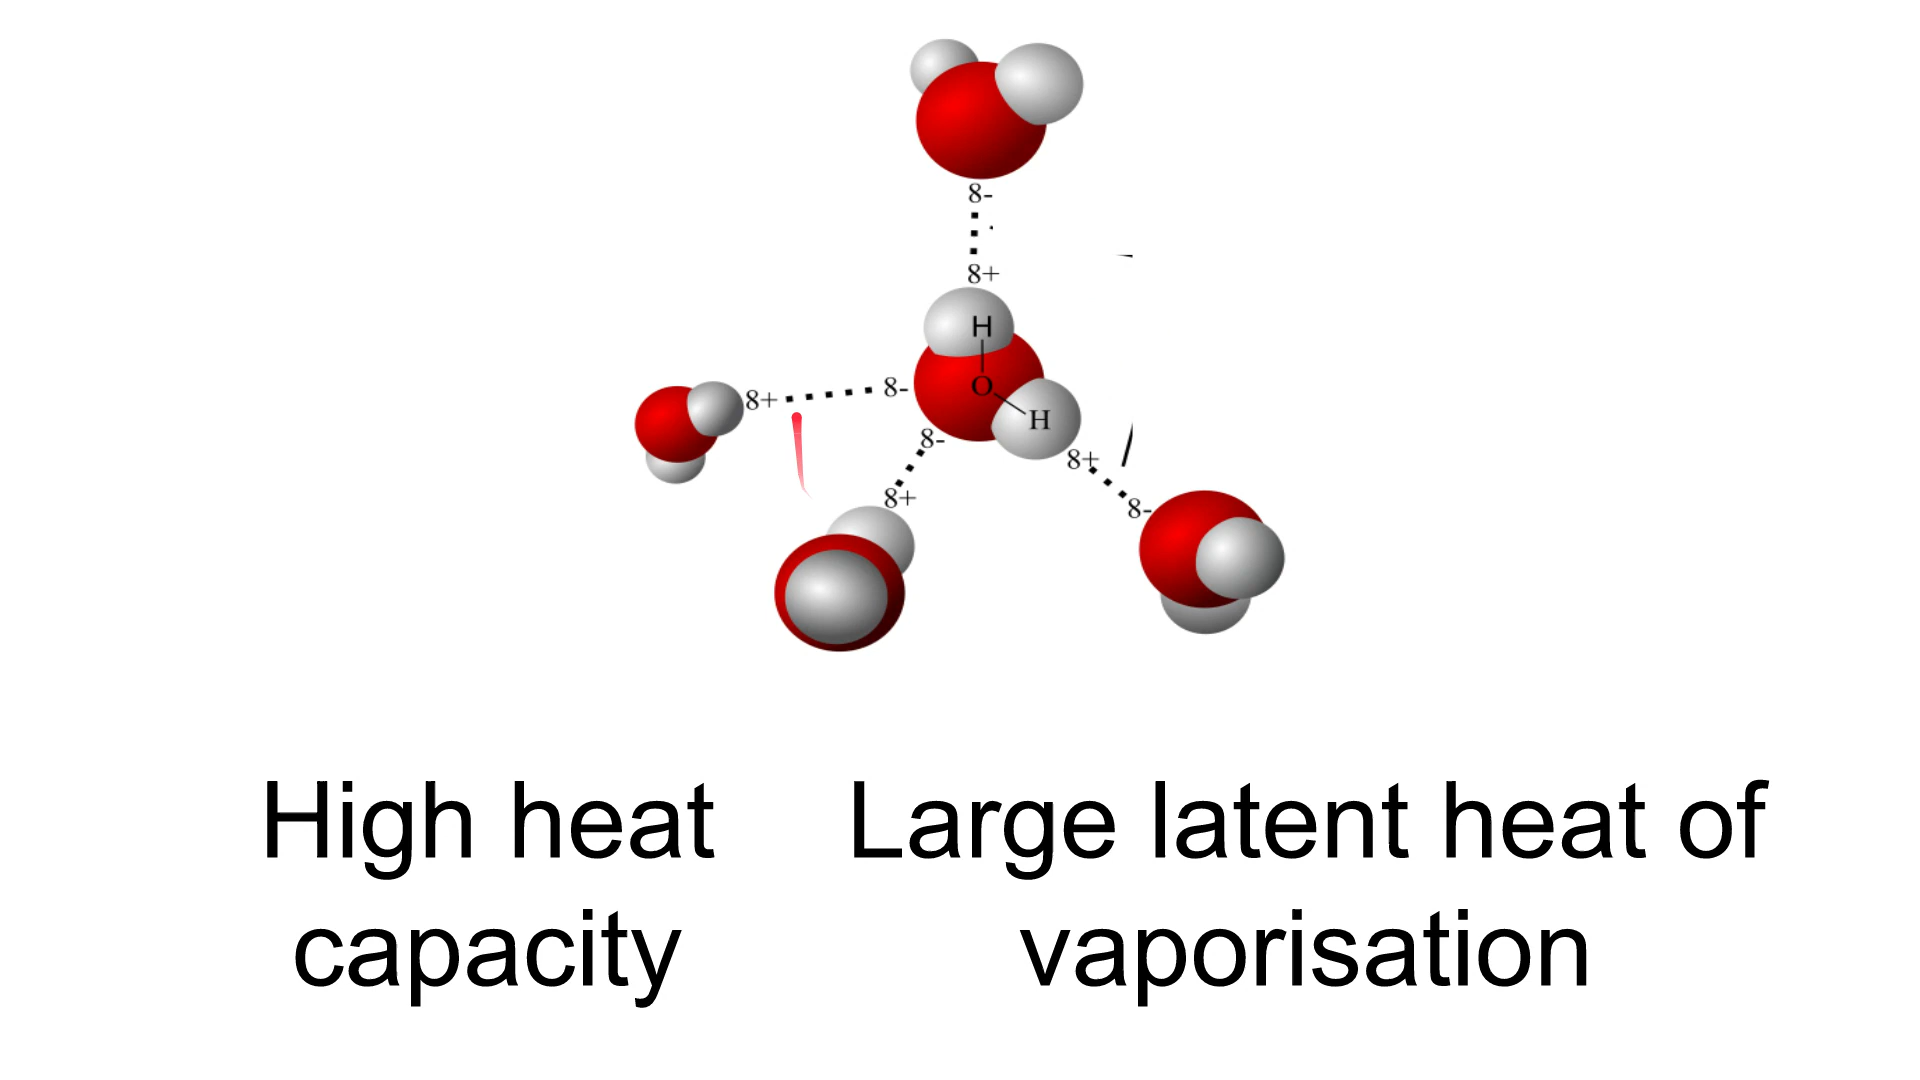 8-
8+
H
O
H
8+ 8-
8-
8+
8+
8-
High heat Large latent heat of
capacity vaporisation